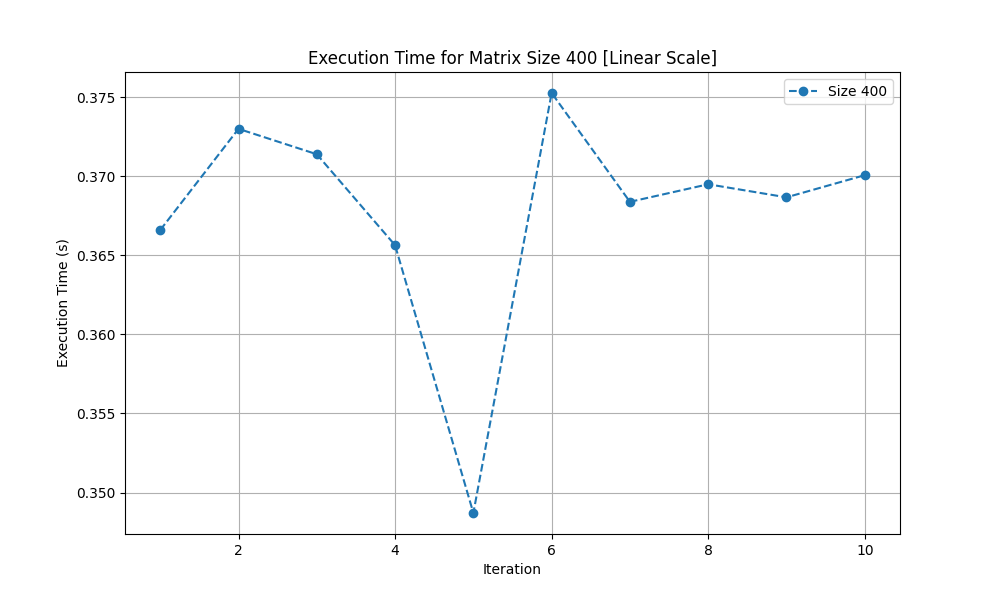 Execution Time for Matrix Size 400 [Linear Scale]
Size 400
0.375
0.370
0.365
0.360
0.355
0.350
Execution Time (s)
2 4 6 8 10
Iteration